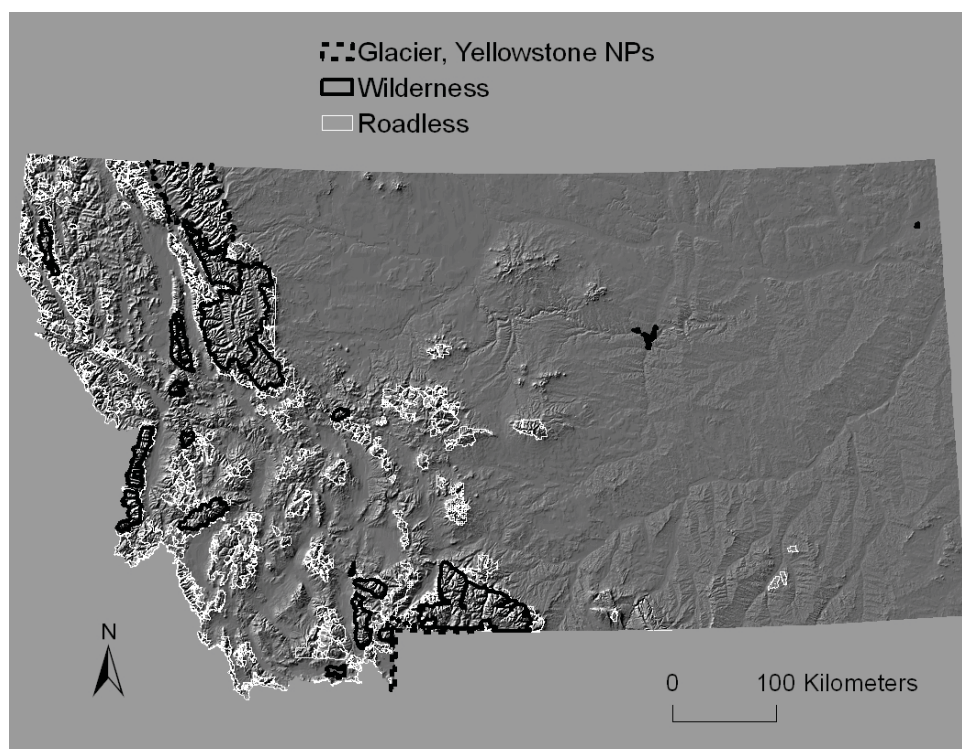 Glacier, Yellowstone NPs
Wilderness
Roadless
N
0 100 Kilometers